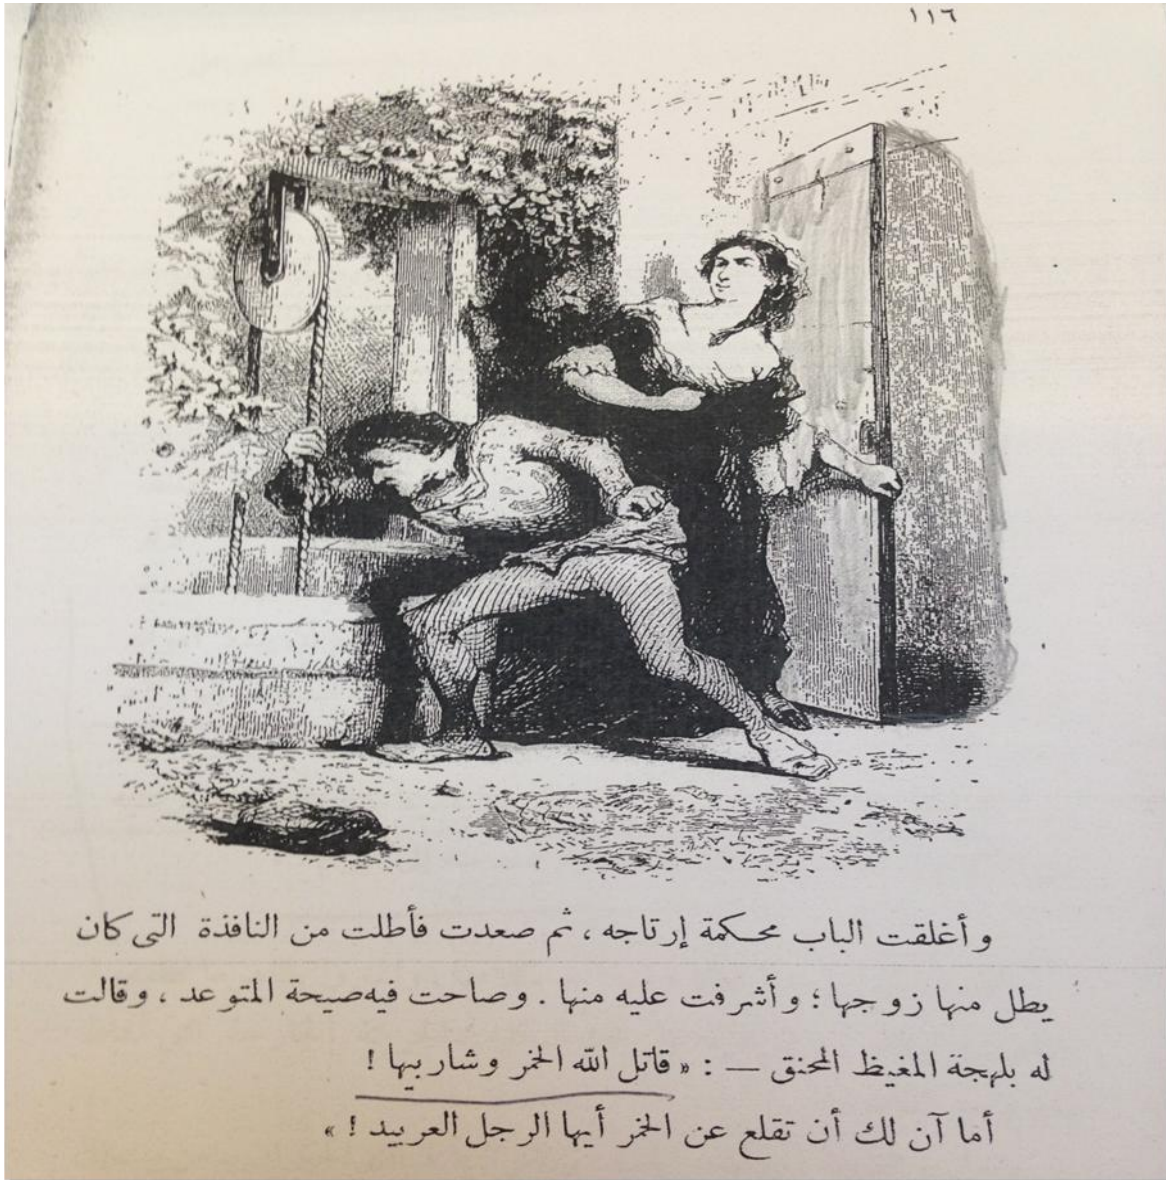 ١١٦
وأغلقت الباب محكمة إرتاجه ، ثم صعدت فأطلت من النافذة التى كان
يطل منها زوجها ؛ وأشرفت عليه منها . وصاحت فيه صيحة المتوعد ، وقالت
له بلهجة المغيظ المحنق — : « قاتل الله الخمر وشاربيها !
أما آن لك أن تقلع عن الخمر أيها الرجل العربيد ! »